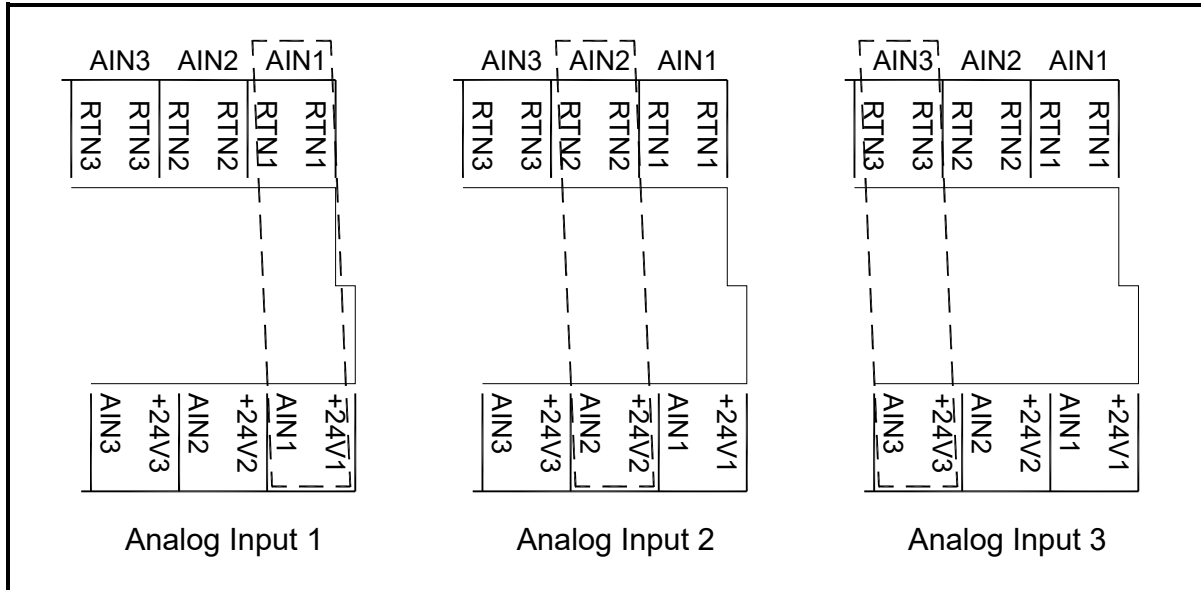 AIN3 AIN2 AIN1
RTN3 RTN3 RTN2 RTN2 RTN1 RTN1
AIN3 +24V3 AIN2 +24V2 AIN1 +24V1
Analog Input 1
AIN3 AIN2 AIN1
RTN3 RTN3 RTN2 RTN2 RTN1 RTN1
AIN3 +24V3 AIN2 +24V2 AIN1 +24V1
Analog Input 2
AIN3 AIN2 AIN1
RTN3 RTN3 RTN2 RTN2 RTN1 RTN1
AIN3 +24V3 AIN2 +24V2 AIN1 +24V1
Analog Input 3